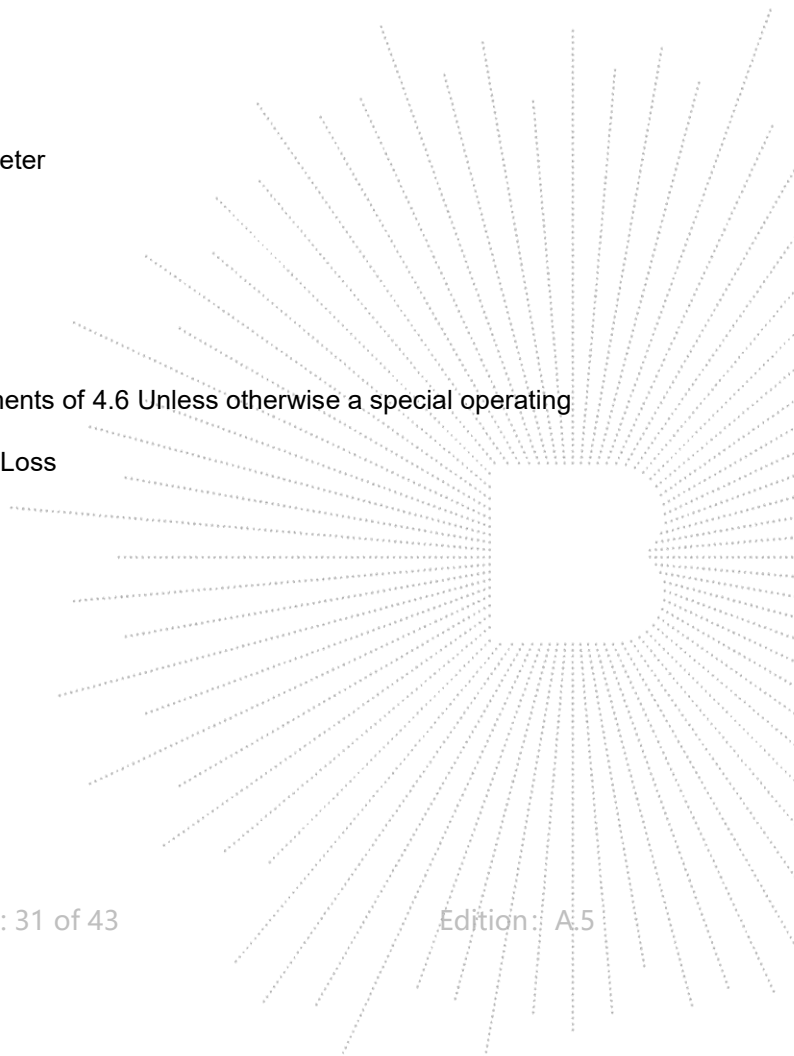 eter
nents of 4.6 Unless otherwise a special operating
Loss
: 31 of 43 Edition: A.5